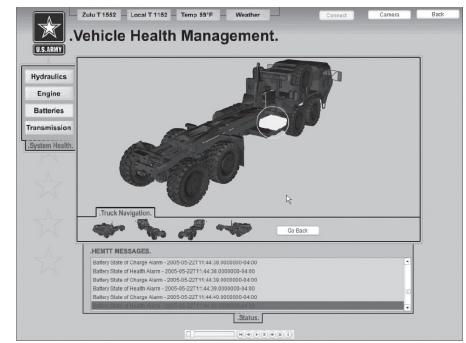 Zulu T 1552 Local T 1152 Temp 59°F Weather Connect Camera Back
U.S.ARMY
.Vehicle Health Management.
Hydraulics
Engine
Batteries
Transmission
.System Health.
.Truck Navigation.
Go Back
.HEMTT MESSAGES.
Battery State of Charge Alarm - 2005-05-22T11:44:38.0000000-04:00
Battery State of Health Alarm - 2005-05-22T11:44:38.0000000-04:00
Battery State of Charge Alarm - 2005-05-22T11:44:39.0000000-04:00
Battery State of Health Alarm - 2005-05-22T11:44:39.0000000-04:00
Battery State of Charge Alarm - 2005-05-22T11:44:40.0000000-04:00
Battery State of Health Alarm - 2005-05-22T11:44:40.0000000-04:00
.Status.